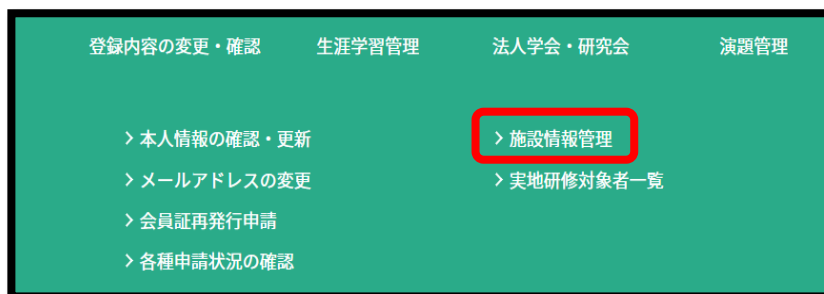 登録内容の変更・確認 生涯学習管理 法人学会・研究会 演題管理
> 本人情報の確認・更新 > 施設情報管理
> メールアドレスの変更 > 実地研修対象者一覧
> 会員証再発行申請
> 各種申請状況の確認